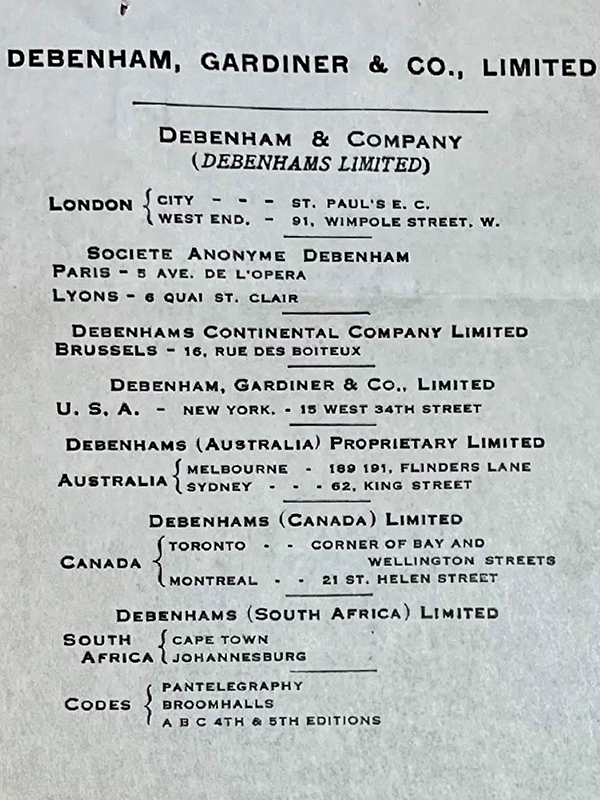 DEBENHAM, GARDINER & CO., LIMITED
DEBENHAM & COMPANY
(DEBENHAMS LIMITED)
LONDON { CITY - - - ST. PAUL'S E. C.
WEST END. - 91, WIMPOLE STREET, W.
SOCIETE ANONYME DEBENHAM
PARIS - 5 AVE. DE L'OPERA
LYONS - 6 QUAI ST. CLAIR
DEBENHAMS CONTINENTAL COMPANY LIMITED
BRUSSELS - 16, RUE DES BOITEUX
DEBENHAM, GARDINER & CO., LIMITED
U. S. A. - NEW YORK. - 15 WEST 34TH STREET
DEBENHAMS (AUSTRALIA) PROPRIETARY LIMITED
AUSTRALIA { MELBOURNE - 189 191, FLINDERS LANE
SYDNEY - - - 62, KING STREET
DEBENHAMS (CANADA) LIMITED
CANADA { TORONTO - - CORNER OF BAY AND
WELLINGTON STREETS
MONTREAL - - 21 ST. HELEN STREET
DEBENHAMS (SOUTH AFRICA) LIMITED
SOUTH AFRICA { CAPE TOWN
JOHANNESBURG
CODES { PANTELEGRAPHY
BROOMHALLS
A B C 4TH & 5TH EDITIONS